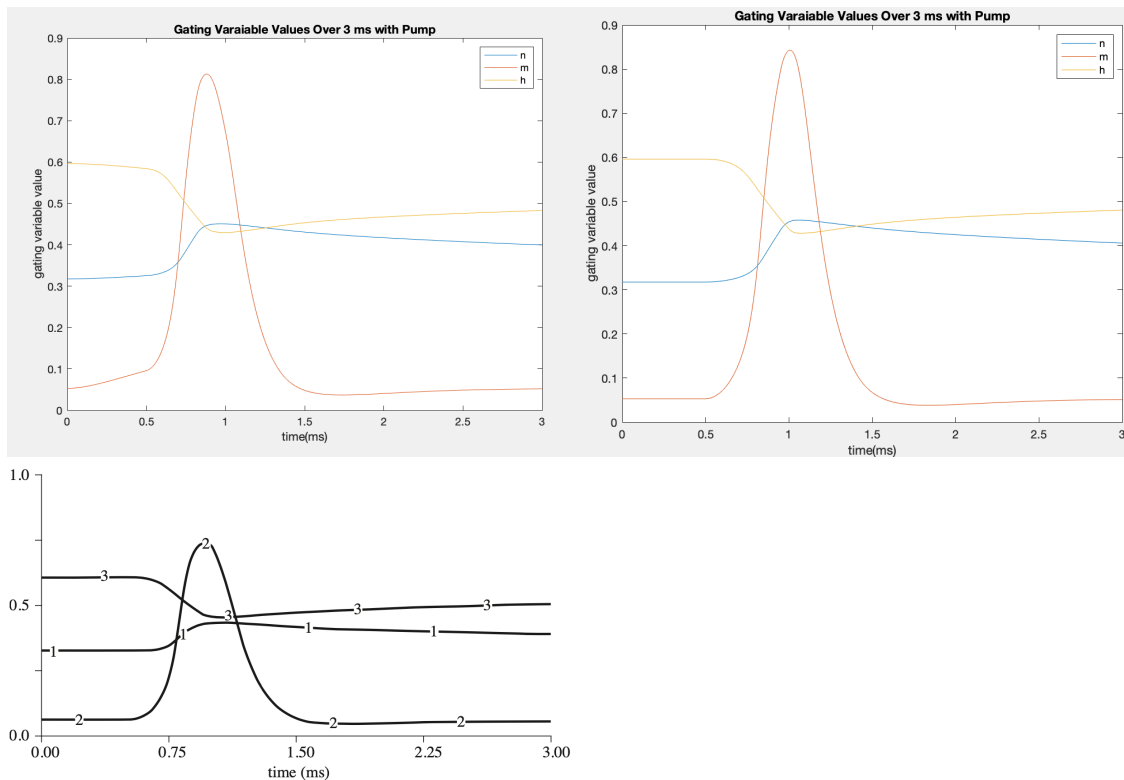 Gating Varaiable Values Over 3 ms with Pump
0.9
0.8
0.7
0.6
0.5
0.4
0.3
0.2
0.1
0
gating variable value
n
m
h
0 0.5 1 1.5 2 2.5 3
time(ms)
Gating Varaiable Values Over 3 ms with Pump
0.9
0.8
0.7
0.6
0.5
0.4
0.3
0.2
0.1
0
gating variable value
n
m
h
0 0.5 1 1.5 2 2.5 3
time(ms)
1.0
0.5
0.0
2
3 3 3 3
1 1 1 1
2 2 2
0.00 0.75 1.50 2.25 3.00
time (ms)